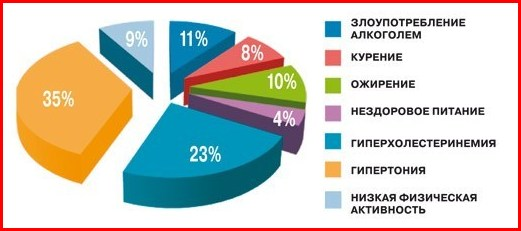 9%
11%
8%
10%
4%
23%
35%
ЗЛОУПОТРЕБЛЕНИЕ
АЛКОГОЛЕМ
КУРЕНИЕ
ОЖИРЕНИЕ
НЕЗДОРОВОЕ ПИТАНИЕ
ГИПЕРХОЛЕСТЕРИНЕМИЯ
ГИПЕРТОНИЯ
НИЗКАЯ ФИЗИЧЕСКАЯ
АКТИВНОСТЬ